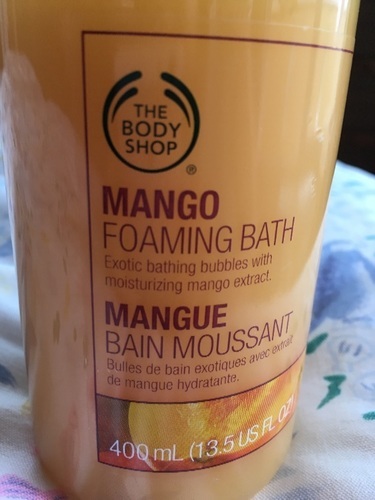 THE
BODY
SHOP
®
MANGO
FOAMING BATH
Exotic bathing bubbles with
moisturizing mango extract.
MANGUE
BAIN MOUSSANT
Bulles de bain exotiques avec extrait
de mangue hydratante.
400 mL (13.5 US FL OZ)